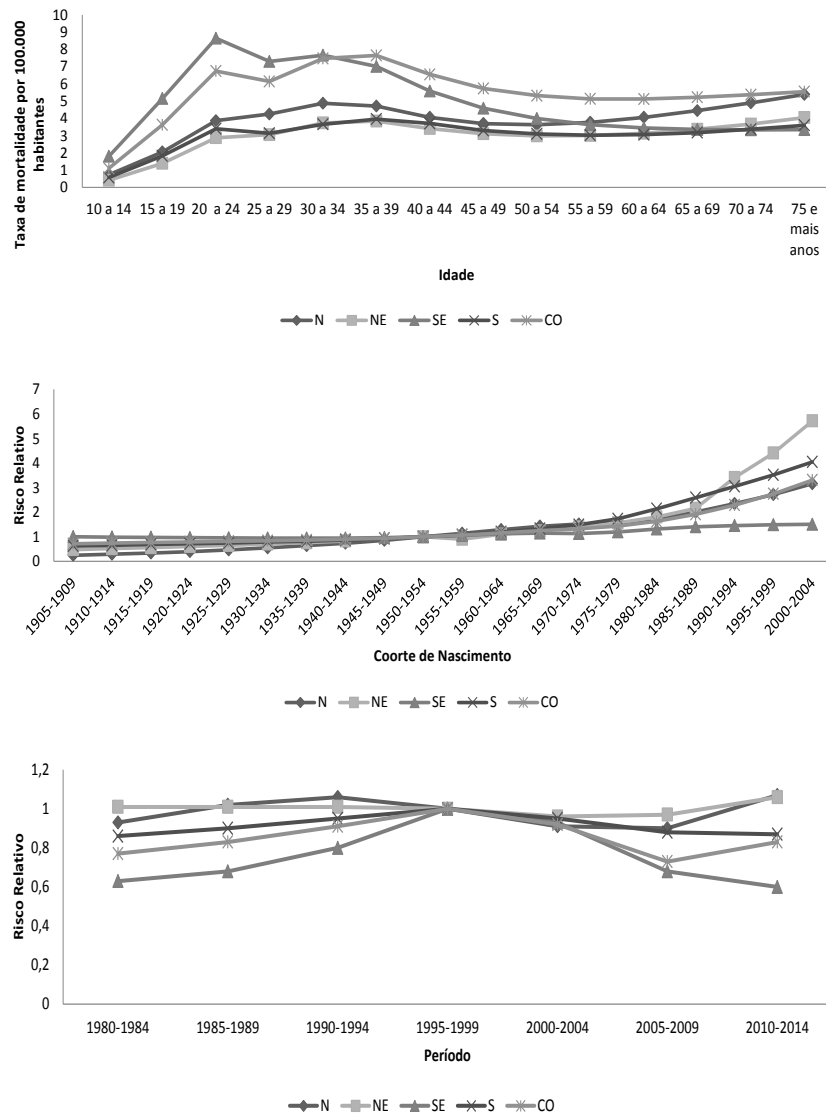 Taxa de mortalidade por 100.000
habitantes
10
9
8
7
6
5
4
3
2
1
0
10 a 14 15 a 19 20 a 24 25 a 29 30 a 34 35 a 39 40 a 44 45 a 49 50 a 54 55 a 59 60 a 64 65 a 69 70 a 74 75 e
mais
anos
Idade
N NE SE S CO
Risco Relativo
7
6
5
4
3
2
1
0
1905-1909 1910-1914 1915-1919 1920-1924 1925-1929 1930-1934 1935-1939 1940-1944 1945-1949 1950-1954 1955-1959 1960-1964 1965-1969 1970-1974 1975-1979 1980-1984 1985-1989 1990-1994 1995-1999 2000-2004
Coorte de Nascimento
N NE SE S CO
Risco Relativo
1,2
1
0,8
0,6
0,4
0,2
0
1980-1984 1985-1989 1990-1994 1995-1999 2000-2004 2005-2009 2010-2014
Período
N NE SE S CO